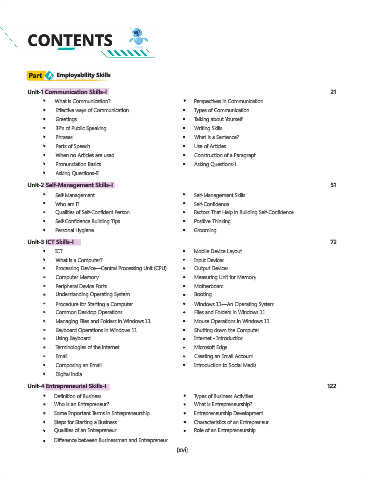 CONTENTS
Part A Employability Skills
Unit-1 Communication Skills-I 21
What is Communication?
Perspectives in Communication
Effective ways of Communication
Types of Communication
Greetings
Talking about Yourself
3Ps of Public Speaking
Writing Skills
Phrases
What is a Sentence?
Parts of Speech
Use of Articles
When no Articles are used
Construction of a Paragraph
Pronunciation Basics
Asking Questions-I
Asking Questions-II
Unit-2 Self-Management Skills-I 51
Self-Management
Self-Management Skills
Who am I?
Self-Confidence
Qualities of Self-Confident Person
Factors That Help in Building Self-Confidence
Self-Confidence Building Tips
Positive Thinking
Personal Hygiene
Grooming
Unit-3 ICT Skills-I 72
ICT
Mobile Device Layout
What is a Computer?
Input Devices
Processing Device—Central Processing Unit (CPU)
Output Devices
Computer Memory
Measuring Unit for Memory
Peripheral Device Ports
Motherboard
Understanding Operating System
Booting
Procedure for Starting a Computer
Windows 11—An Operating System
Common Desktop Operations
Files and Folders in Windows 11
Managing Files and Folders in Windows 11
Mouse Operations in Windows 11
Keyboard Operations in Windows 11
Shutting down the Computer
Using Keyboard
Internet - Introduction
Terminologies of the Internet
Microsoft Edge
Email
Creating an Email Account
Composing an Email
Introduction to Social Media
Digital India
Unit-4 Entrepreneurial Skills-I 122
Definition of Business
Types of Business Activities
Who is an Entrepreneur?
What is Entrepreneurship?
Some Important Terms in Entrepreneurship
Entrepreneurship Development
Steps for Starting a Business
Characteristics of an Entrepreneur
Qualities of an Entrepreneur
Role of an Entrepreneurship
Difference between Businessman and Entrepreneur
(xvi)